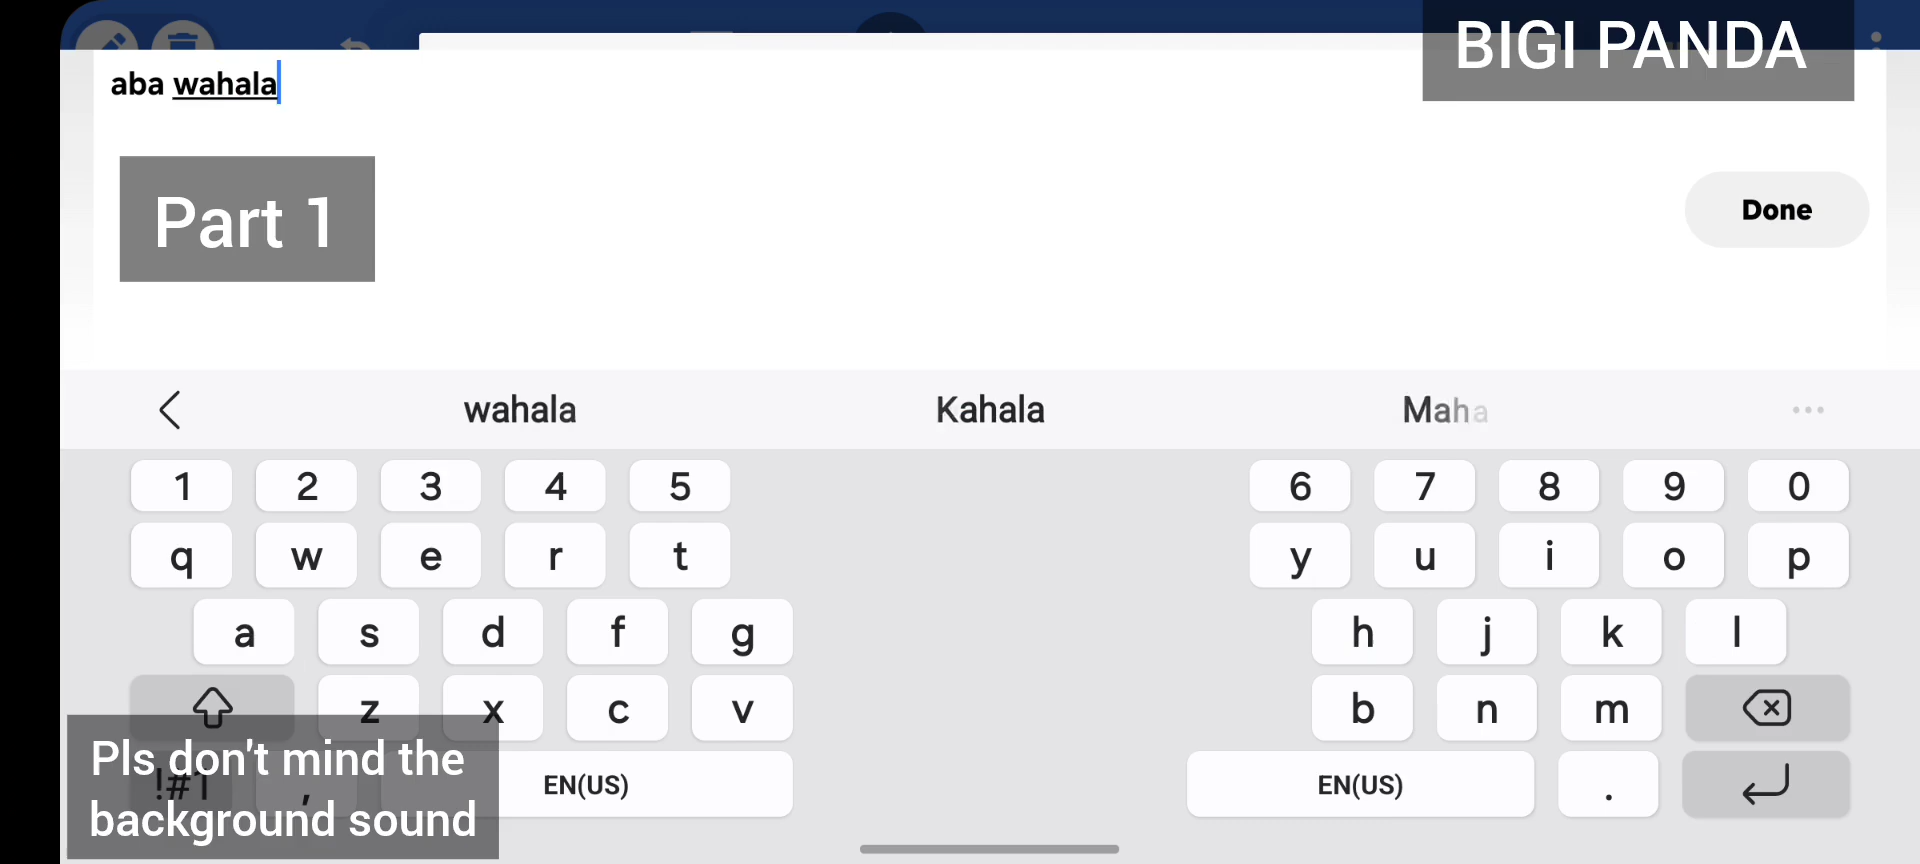 BIGI PANDA
aba wahala
Part 1
Done
wahala Kahala Maha
1 2 3 4 5 6 7 8 9 0
q w e r t y u i o p
a s d f g h j k l
z x c v b n m
!#1 , EN(US) EN(US) .
Pls don't mind the
background sound